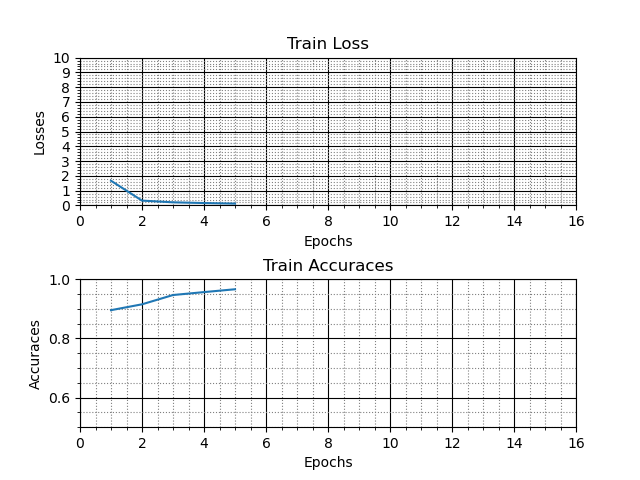 Train Loss
10
9
8
7
6
5
4
3
2
1
0
Losses
0 2 4 6 8 10 12 14 16
Epochs
Train Accuraces
1.0
0.8
0.6
Accuraces
0 2 4 6 8 10 12 14 16
Epochs